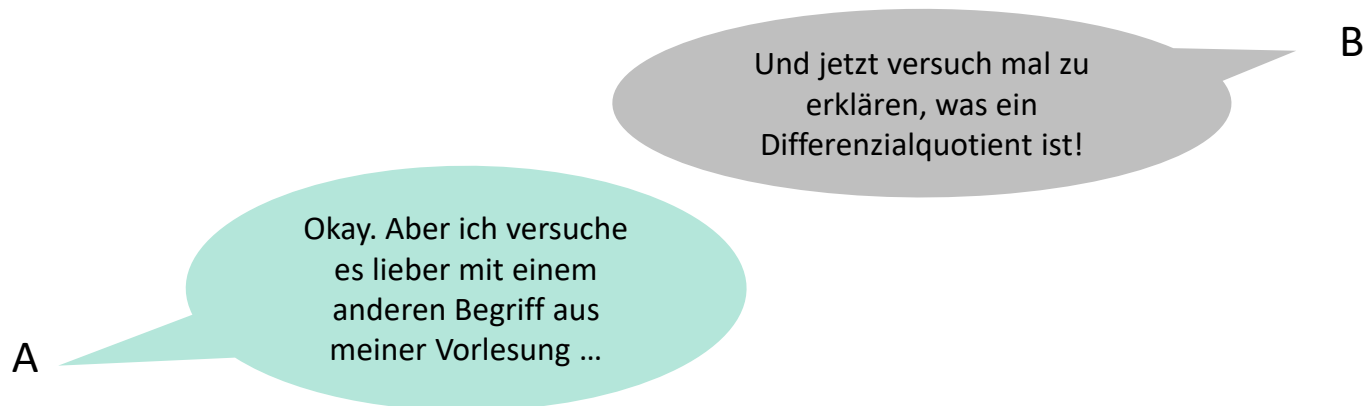 B
Und jetzt versuch mal zu
erklären, was ein
Differenzialquotient ist!
Okay. Aber ich versuche
es lieber mit einem
anderen Begriff aus
meiner Vorlesung …
A